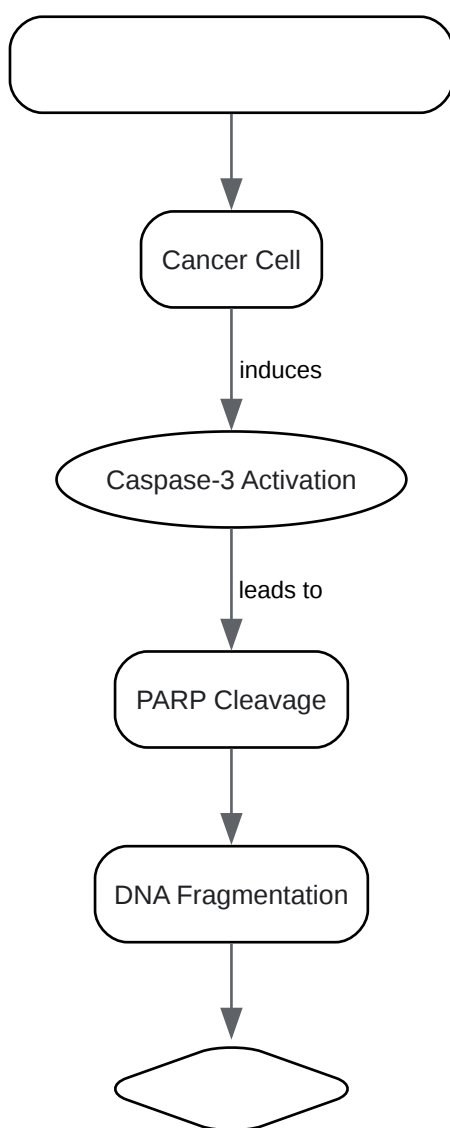 Cancer Cell
induces
Caspase-3 Activation
leads to
PARP Cleavage
DNA Fragmentation